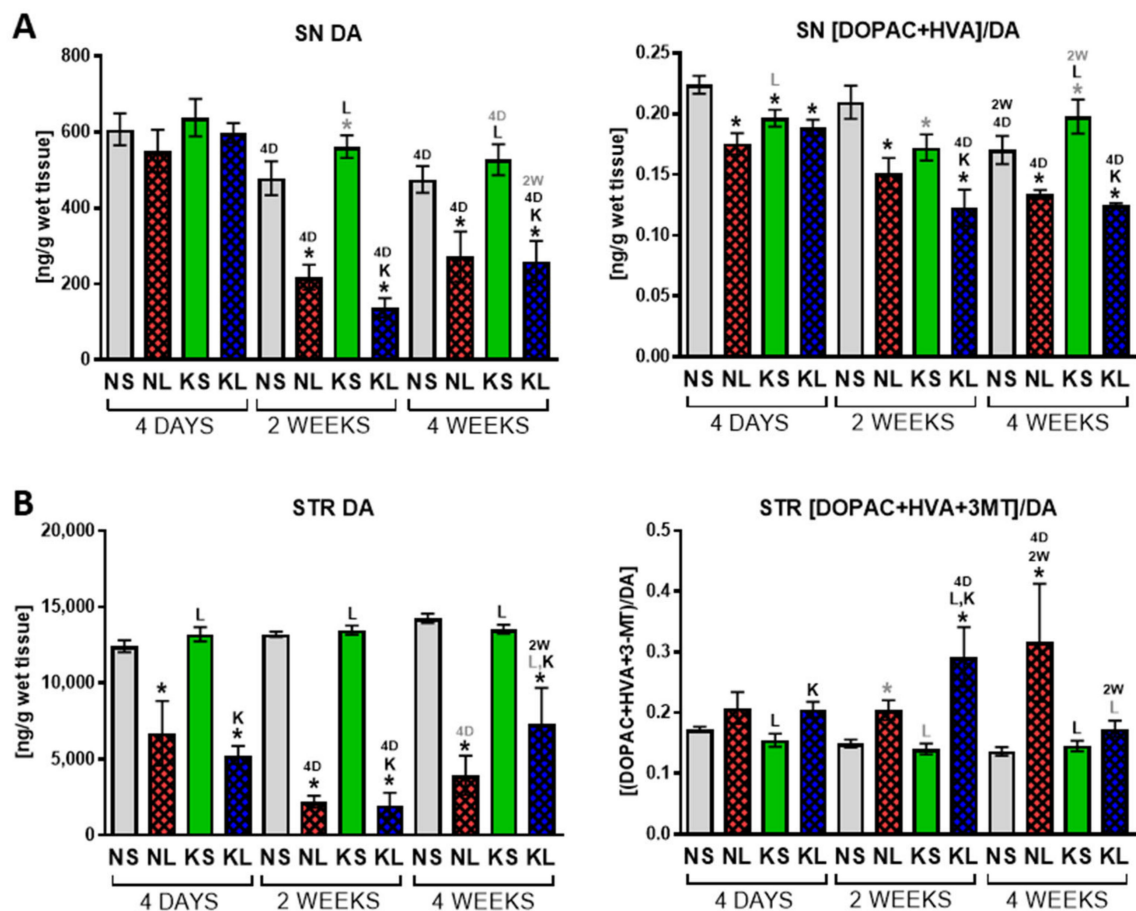 A
SN DA
[ng/g wet tissue]
800
600
400
200
0
4D
4D
*
L
*
4D
K
*
4D
4D
*
4D
L
2W
4D
K
*
NS NL KS KL NS NL KS KL NS NL KS KL
4 DAYS 2 WEEKS 4 WEEKS
SN [DOPAC+HVA]/DA
[ng/g wet tissue]
0.25
0.20
0.15
0.10
0.05
0.00
*
L
*
*
*
*
4D
K
*
2W
4D
4D
*
2W
L
*
4D
K
*
NS NL KS KL NS NL KS KL NS NL KS KL
4 DAYS 2 WEEKS 4 WEEKS
B
STR DA
[ng/g wet tissue]
20,000
15,000
10,000
5,000
0
*
L
K
*
4D
*
L
4D
K
*
4D
*
L
2W
L,K
*
NS NL KS KL NS NL KS KL NS NL KS KL
4 DAYS 2 WEEKS 4 WEEKS
STR [DOPAC+HVA+3MT]/DA
[(DOPAC+HVA+3-MT)/DA]
0.5
0.4
0.3
0.2
0.1
0.0
L
K
*
L
4D
L,K
*
4D
2W
*
L
2W
L
NS NL KS KL NS NL KS KL NS NL KS KL
4 DAYS 2 WEEKS 4 WEEKS